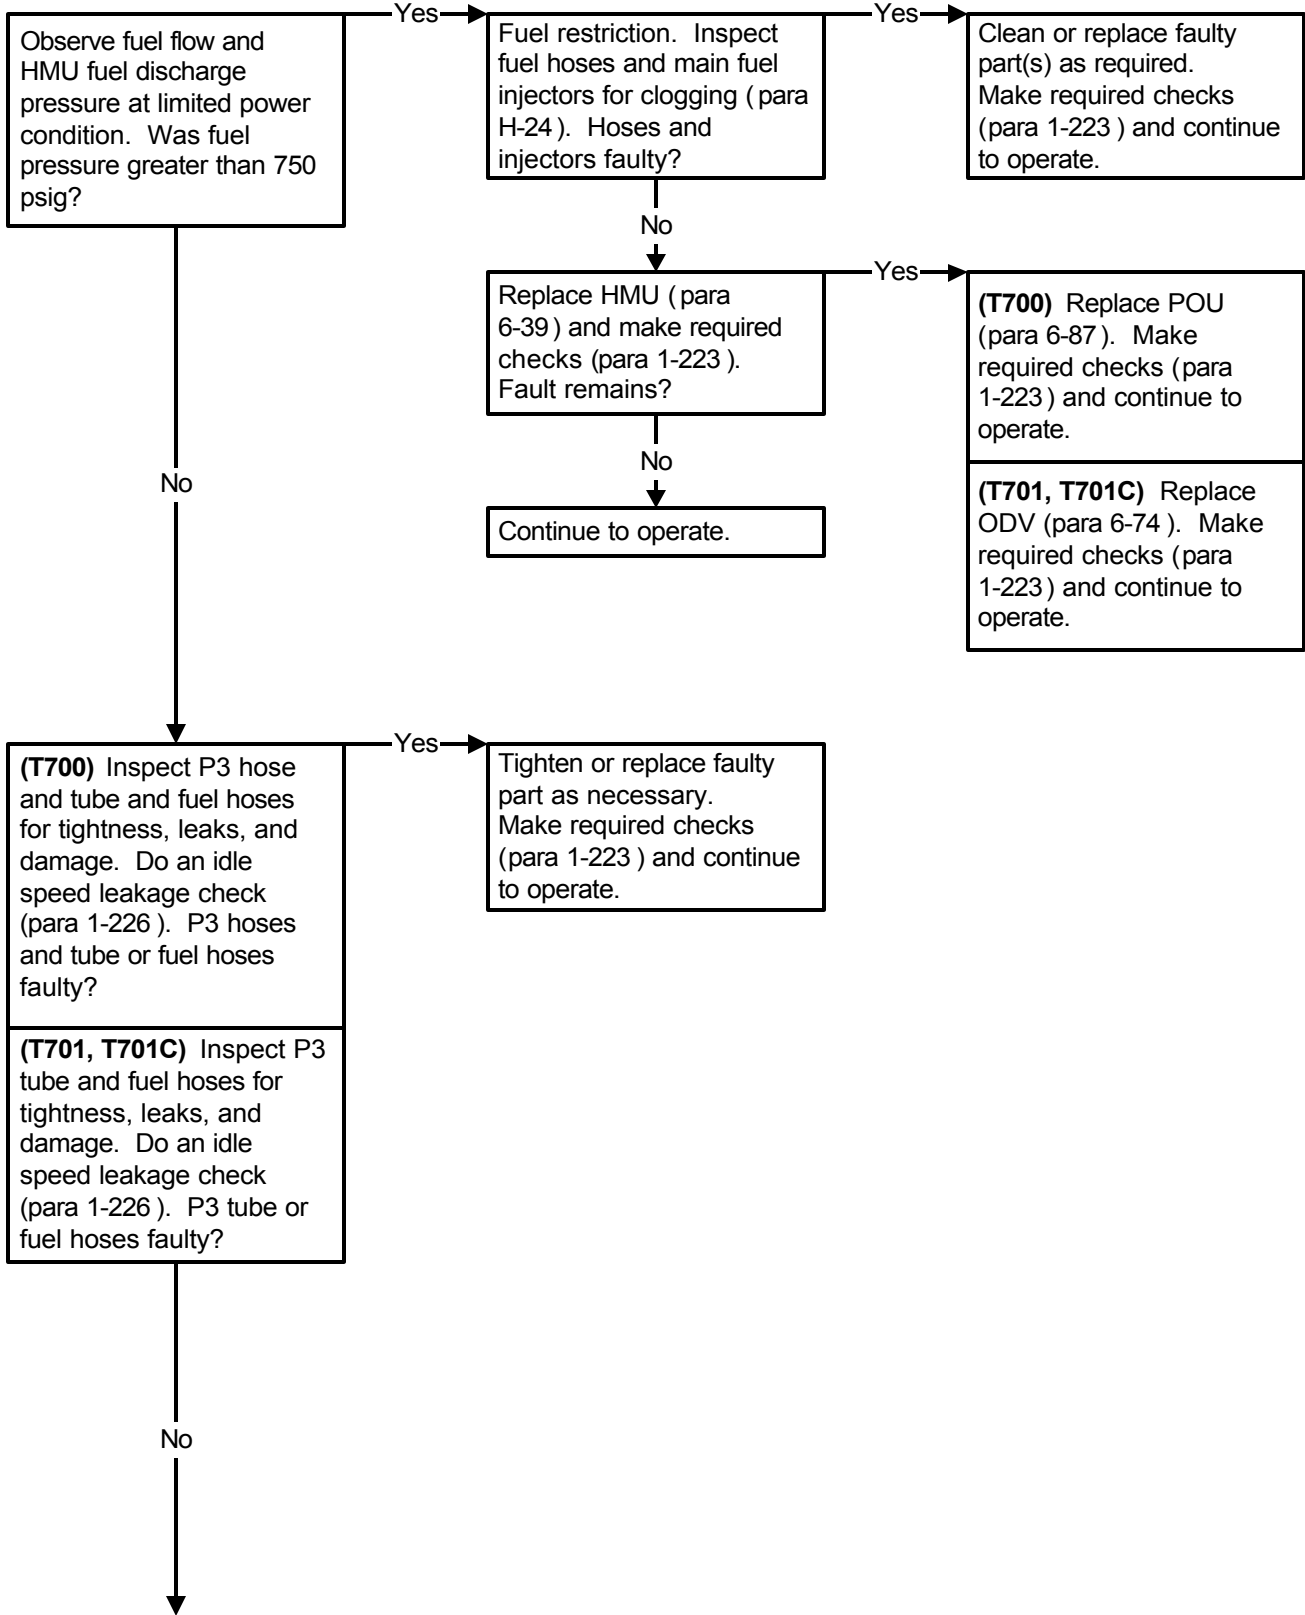 Observe fuel flow and
HMU fuel discharge
pressure at limited power
condition. Was fuel
pressure greater than 750
psig?
Yes
Fuel restriction. Inspect
fuel hoses and main fuel
injectors for clogging (para
H-24). Hoses and
injectors faulty?
Yes
Clean or replace faulty
part(s) as required.
Make required checks
(para 1-223) and continue
to operate.
No
Replace HMU (para
6-39) and make required
checks (para 1-223).
Fault remains?
Yes
(T700) Replace POU
(para 6-87). Make
required checks (para
1-223) and continue to
operate.
(T701, T701C) Replace
ODV (para 6-74). Make
required checks (para
1-223) and continue to
operate.
No
Continue to operate.
No
(T700) Inspect P3 hose
and tube and fuel hoses
for tightness, leaks, and
damage. Do an idle
speed leakage check
(para 1-226). P3 hoses
and tube or fuel hoses
faulty?
(T701, T701C) Inspect P3
tube and fuel hoses for
tightness, leaks, and
damage. Do an idle
speed leakage check
(para 1-226). P3 tube or
fuel hoses faulty?
Yes
Tighten or replace faulty
part as necessary.
Make required checks
(para 1-223) and continue
to operate.
No